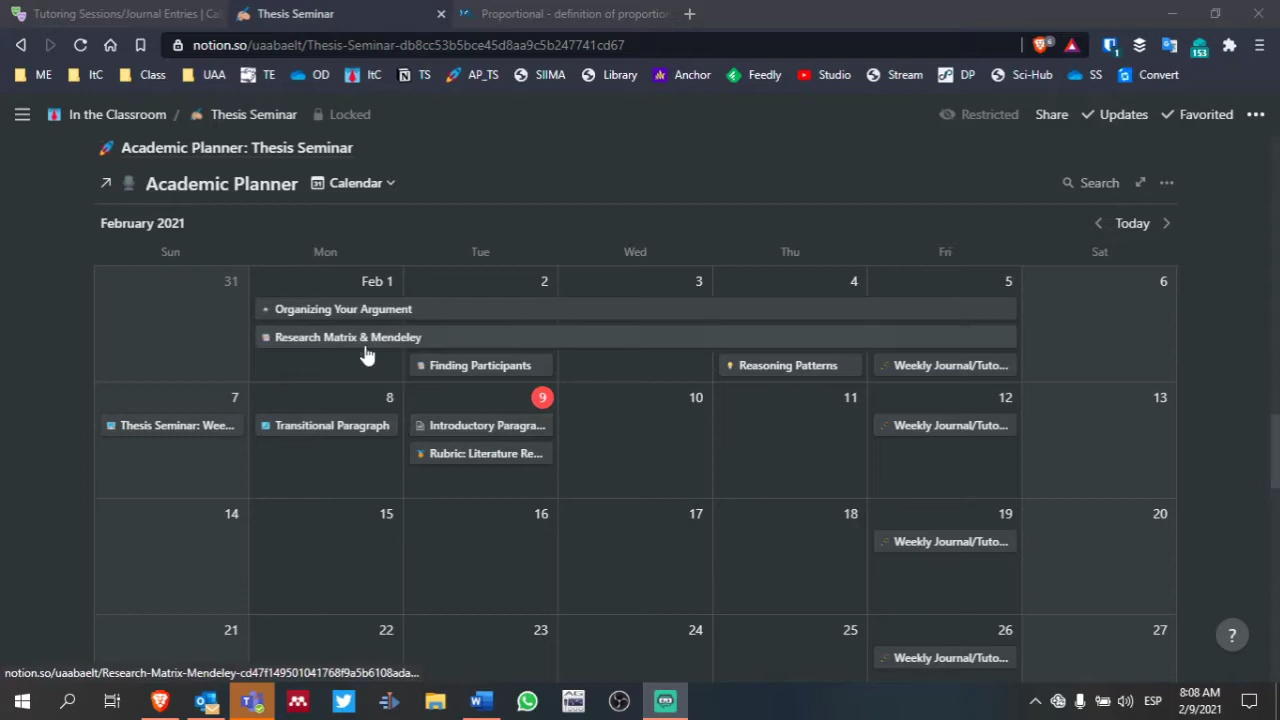 Tutoring Sessions/Journal Entries | Ca
Thesis Seminar
Proportional - definition of proportion
notion.so/uaabaelt/Thesis-Seminar-db8cc53b5bce45d8aa9c5b247741cd67
ME
ItC
Class
UAA
TE
OD
ItC
TS
AP_TS
SIIMA
Library
Anchor
Feedly
Studio
Stream
DP
Sci-Hub
SS
Convert
In the Classroom / Thesis Seminar Locked
Restricted Share Updates Favorited
Academic Planner: Thesis Seminar
Academic Planner Calendar
Search
February 2021
Today
Sun Mon Tue Wed Thu Fri Sat
31 Feb 1 2 3 4 5 6
Organizing Your Argument
Research Matrix & Mendeley
Finding Participants
Reasoning Patterns
Weekly Journal/Tuto...
7 8 9 10 11 12 13
Thesis Seminar: Wee...
Transitional Paragraph
Introductory Paragra...
Weekly Journal/Tuto...
Rubric: Literature Re...
14 15 16 17 18 19 20
Weekly Journal/Tuto...
21 22 23 24 25 26 27
Weekly Journal/Tuto...
?
notion.so/uaabaelt/Research-Matrix-Mendeley-cd47f149501041768f9a5b6108ada...
ESP
8:08 AM
2/9/2021